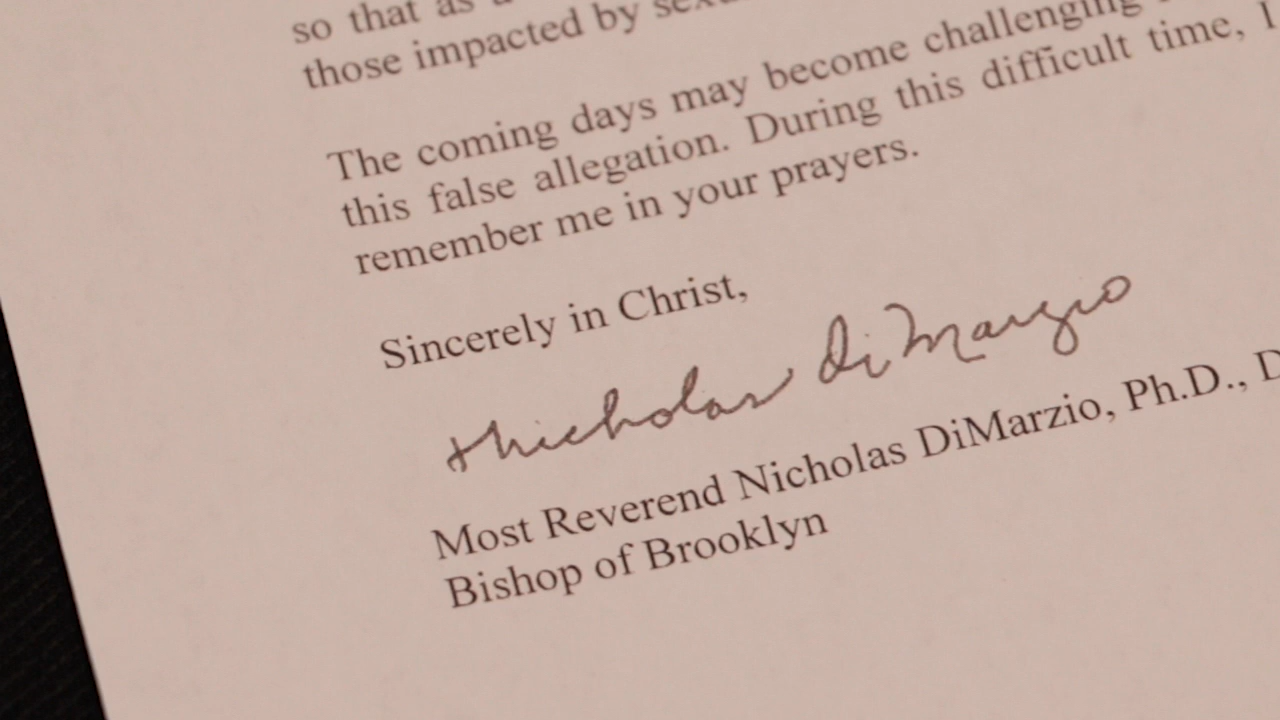 so that as
those impacted by
The coming days may become challenging
this false allegation. During this difficult time, I
remember me in your prayers.
Sincerely in Christ,
Nicholas DiMarzio
Most Reverend Nicholas DiMarzio, Ph.D., D
Bishop of Brooklyn